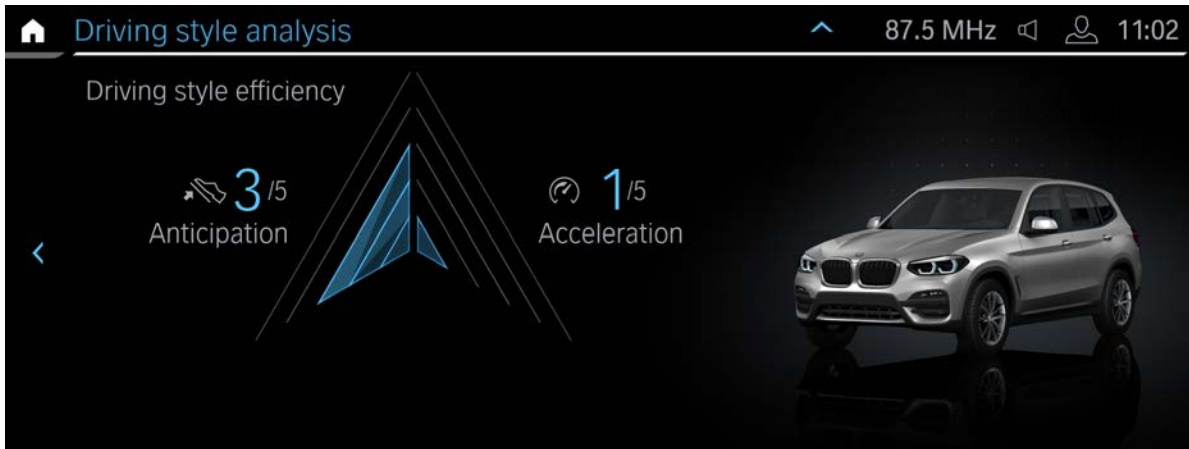 Driving style analysis 87.5 MHz 11:02
Driving style efficiency
3/5
Anticipation
1/5
Acceleration